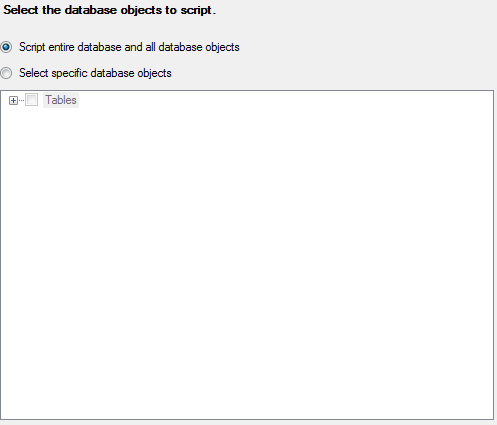 Select the database objects to script.
Script entire database and all database objects
Select specific database objects
Tables